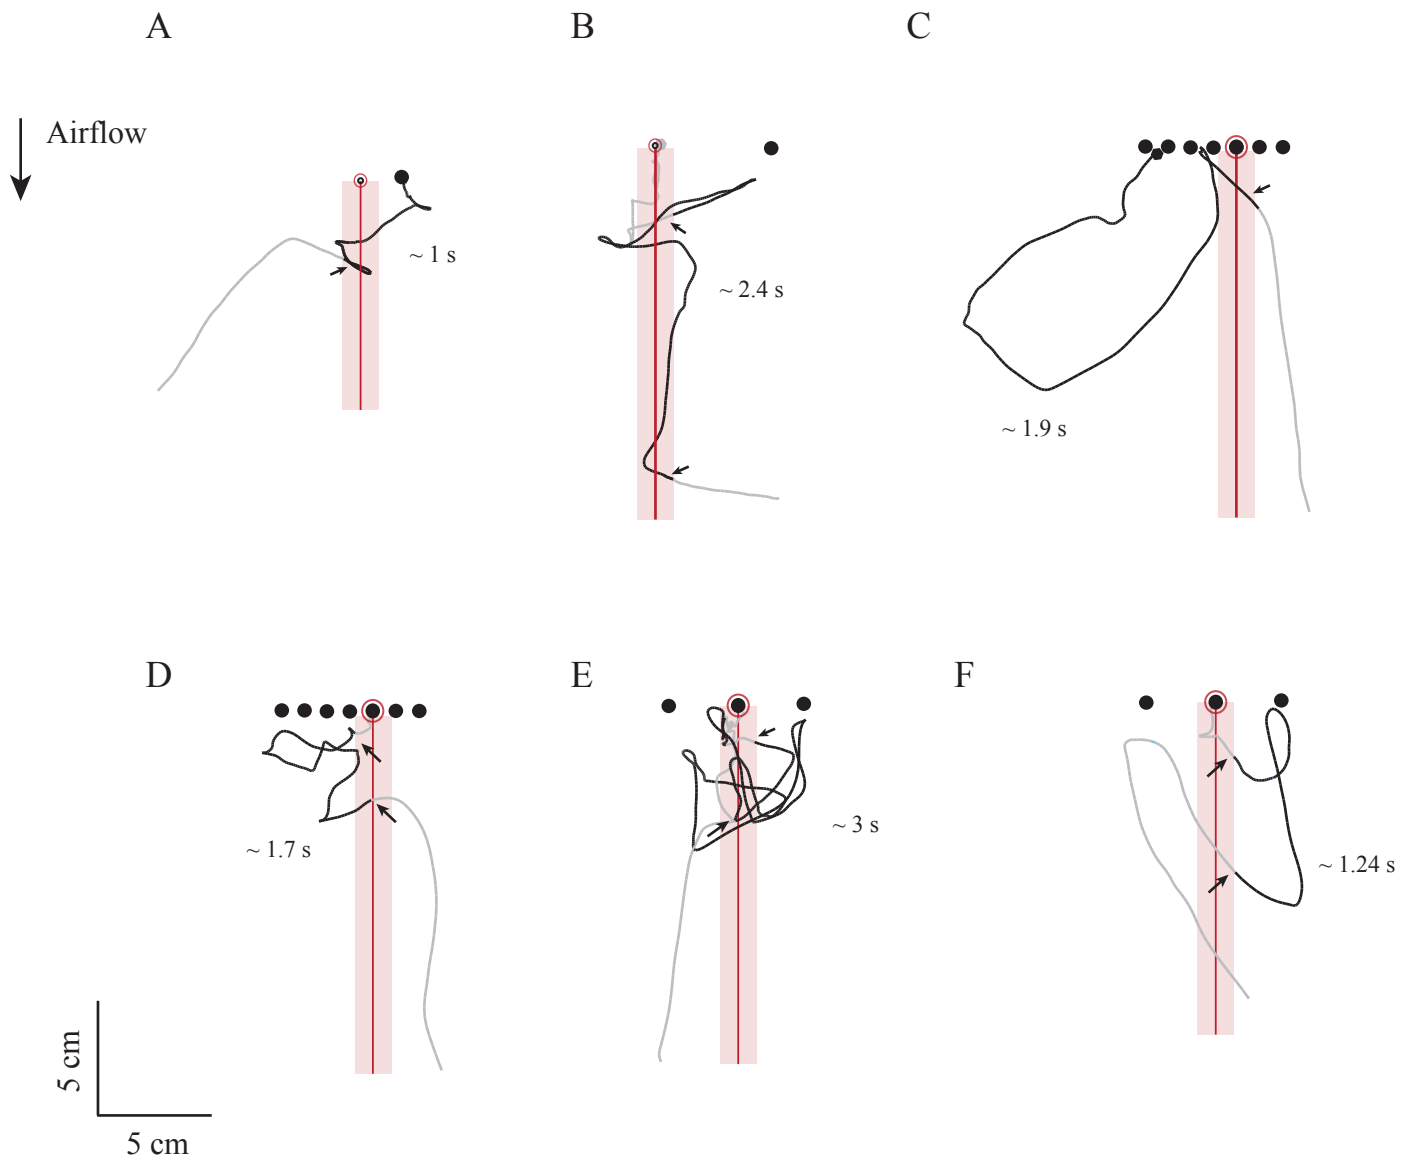 A
B
C
Airflow
~ 1 s
~ 2.4 s
~ 1.9 s
D
E
F
~ 1.7 s
~ 3 s
~ 1.24 s
5 cm
5 cm